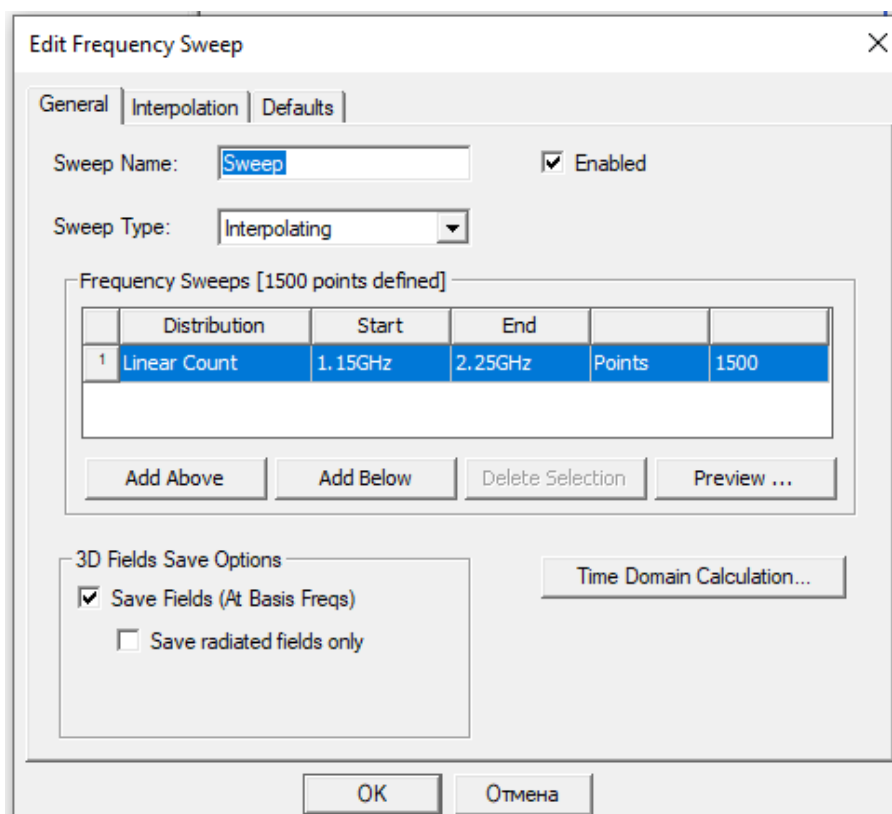 Edit Frequency Sweep
General Interpolation Defaults
Sweep Name: Sweep Enabled
Sweep Type: Interpolating
Frequency Sweeps [1500 points defined]
Distribution Start End
1 Linear Count 1.15GHz 2.25GHz Points 1500
Add Above Add Below Delete Selection Preview ...
3D Fields Save Options
Time Domain Calculation...
Save Fields (At Basis Freqs)
Save radiated fields only
OK Отмена